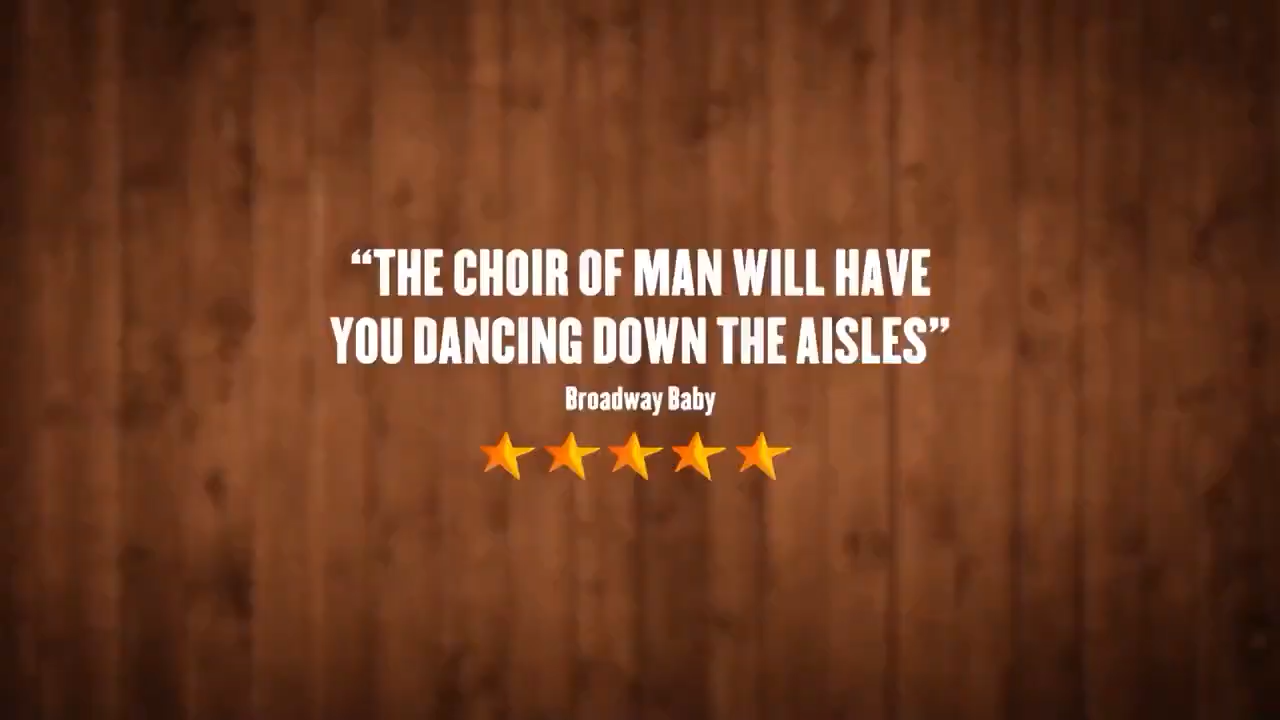 “THE CHOIR OF MAN WILL HAVE
YOU DANCING DOWN THE AISLES”
Broadway Baby